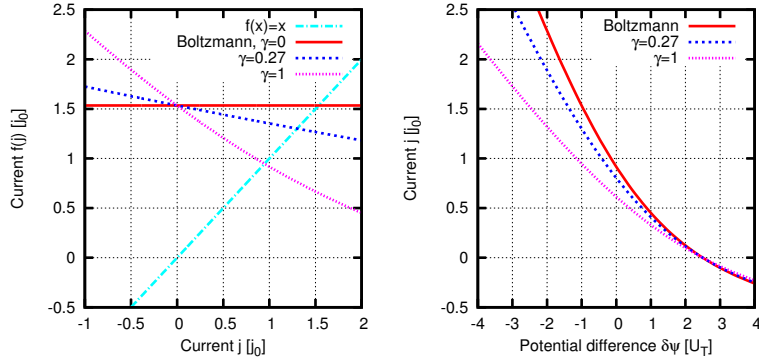 f(x)=x
Boltzmann, γ=0
γ=0.27
γ=1
Current f(j) [j₀]
2.5
2
1.5
1
0.5
0
-0.5
-1
-0.5
0
0.5
1
1.5
2
Current j [j₀]
Boltzmann
γ=0.27
γ=1
Current j [j₀]
2.5
2
1.5
1
0.5
0
-0.5
-4
-3
-2
-1
0
1
2
3
4
Potential difference δψ [U_T]